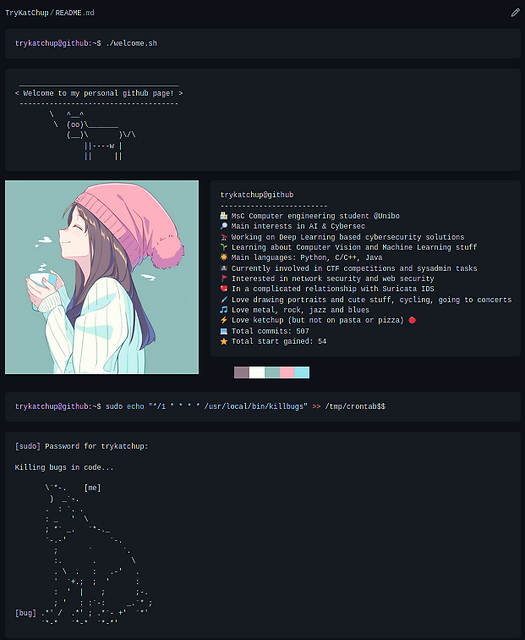 TryKatChup/README.md
trykatchup@github:~$ ./welcome.sh
 _____________________________________
< Welcome to my personal github page! >
 -------------------------------------
        \   ^__^
         \  (oo)\_______
            (__)\       )\/\
                ||----w |
                ||     ||
trykatchup@github
-------------------------
🏫 MsC Computer engineering student @Unibo
🔎 Main interests in AI & Cybersec
🔭 Working on Deep Learning based cybersecurity solutions
🌱 Learning about Computer Vision and Machine Learning stuff
🌟 Main languages: Python, C/C++, Java
Currently involved in CTF competitions and sysadmin tasks
🚩 Interested in network security and web security
💘 In a complicated relationship with Suricata IDS
🖌️ Love drawing portraits and cute stuff, cycling, going to concerts
🎵 Love metal, rock, jazz and blues
⚡ Love ketchup (but not on pasta or pizza) 🍅
💻 Total commits: 507
⭐ Total start gained: 54
trykatchup@github:~$ sudo echo "*/1 * * * * /usr/local/bin/killbugs" >> /tmp/crontab$$
[sudo] Password for trykatchup:
Killing bugs in code...
[me]
[bug]